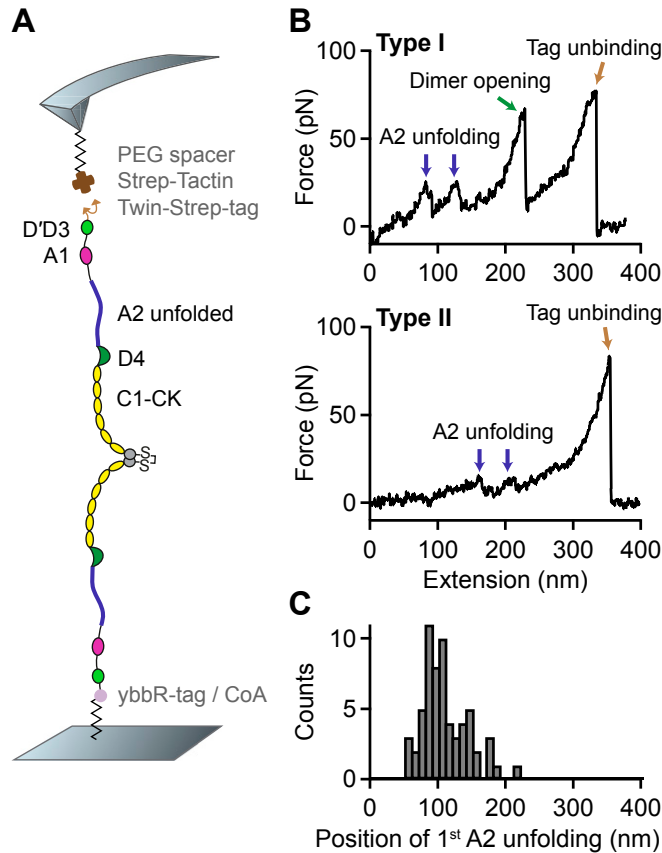 A
PEG spacer
Strep-Tactin
Twin-Strep-tag
D′D3
A1
A2 unfolded
D4
C1-CK
S
S
ybbR-tag / CoA
B
Type I
Tag unbinding
Dimer opening
A2 unfolding
Force (pN)
100
50
0
0 100 200 300 400
Type II
Tag unbinding
A2 unfolding
Force (pN)
100
50
0
0 100 200 300 400
Extension (nm)
C
Counts
10
5
0
0 100 200 300 400
Position of 1st A2 unfolding (nm)